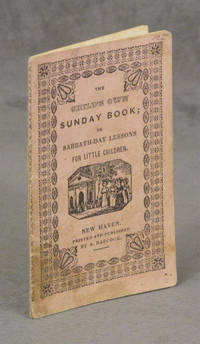 THE
CHILD'S OWN
SUNDAY BOOK;
OR
SABBATH-DAY LESSONS
FOR LITTLE CHILDREN.
NEW HAVEN.
PRINTED AND PUBLISHED
BY S. BABCOCK.